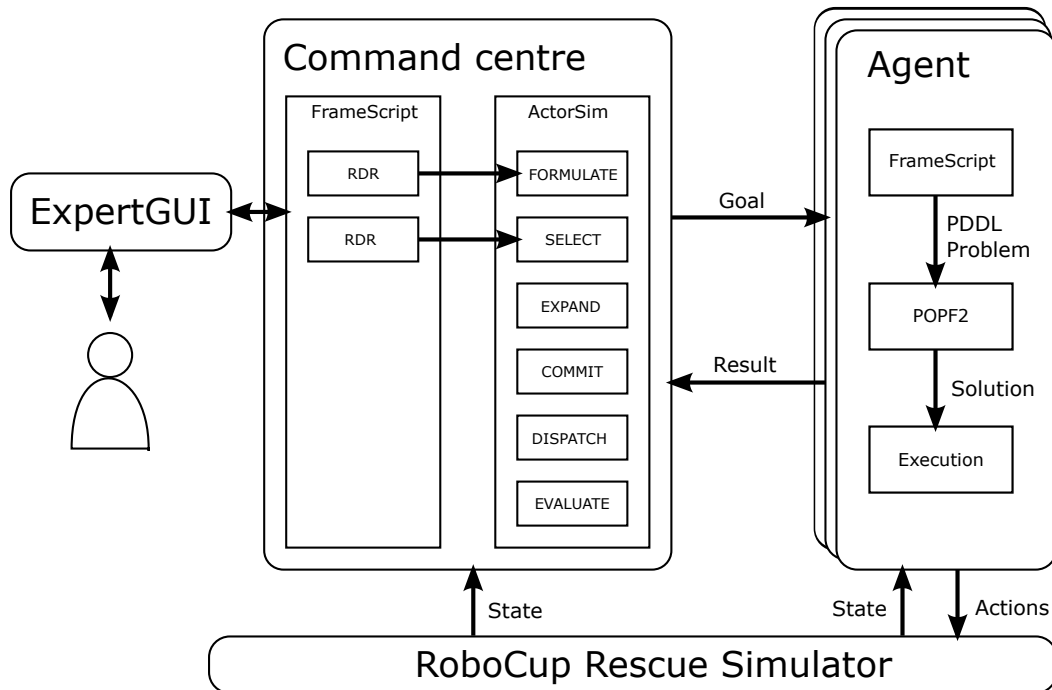 Command centre
FrameScript
ActorSim
RDR
FORMULATE
RDR
SELECT
EXPAND
COMMIT
DISPATCH
EVALUATE
ExpertGUI
Goal
Result
Agent
FrameScript
PDDL
Problem
POPF2
Solution
Execution
State
State
Actions
RoboCup Rescue Simulator